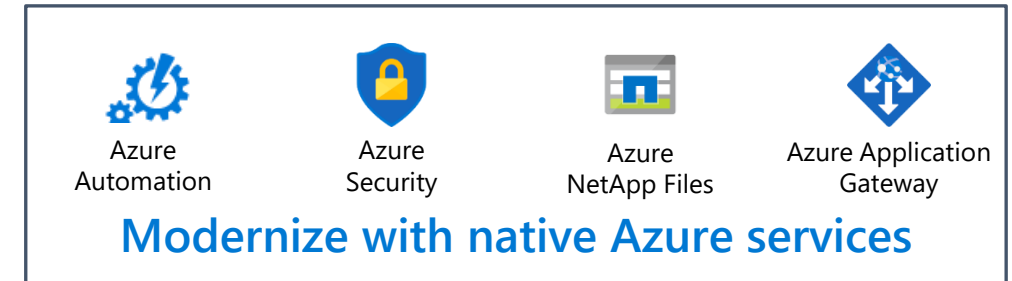 Azure
Automation
Azure
Security
Azure
NetApp Files
Azure Application
Gateway
Modernize with native Azure services